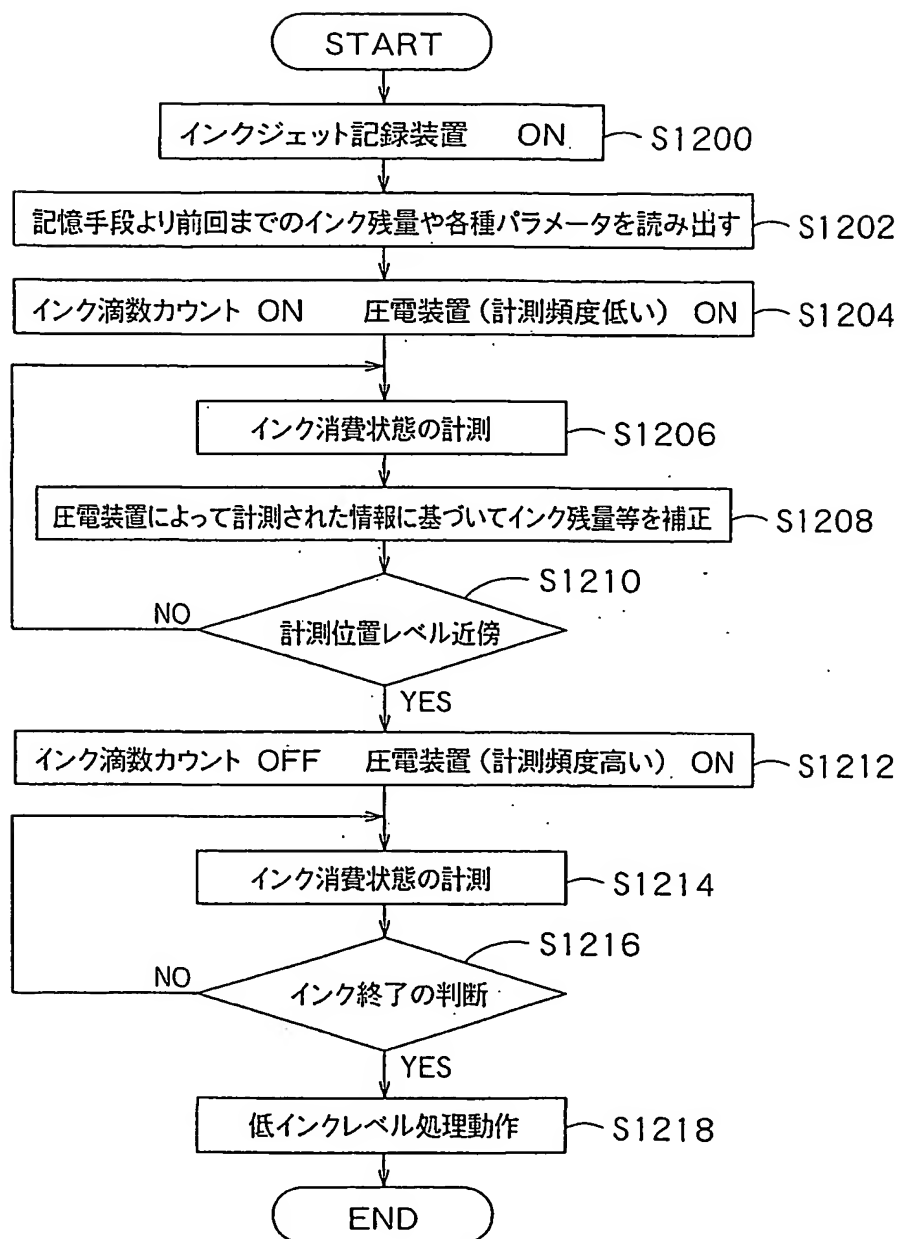 START
インクジェット記録装置 ON S1200
記憶手段より前回までのインク残量や各種パラメータを読み出す S1202
インク滴数カウント ON 圧電装置(計測頻度低い) ON S1204
インク消費状態の計測 S1206
圧電装置によって計測された情報に基づいてインク残量等を補正 S1208
S1210
NO
計測位置レベル近傍
YES
インク滴数カウント OFF 圧電装置(計測頻度高い) ON S1212
インク消費状態の計測 S1214
S1216
NO
インク終了の判断
YES
低インクレベル処理動作 S1218
END